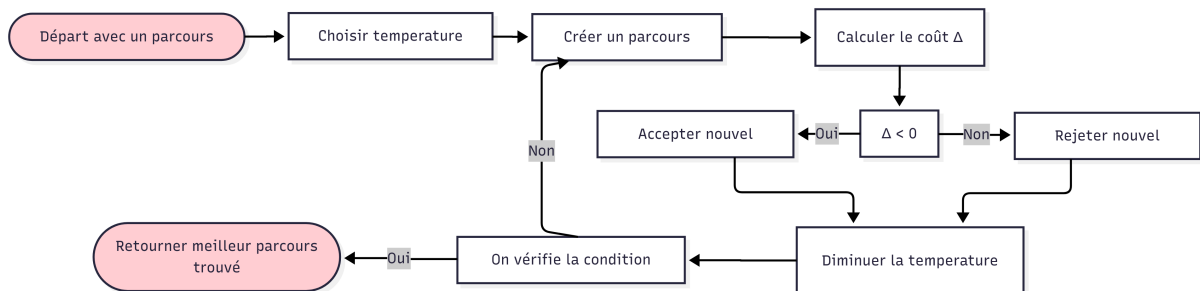 Départ avec un parcours
Choisir temperature
Créer un parcours
Calculer le coût Δ
Accepter nouvel
Oui
Δ < 0
Non
Rejeter nouvel
Non
Retourner meilleur parcours
trouvé
Oui
On vérifie la condition
Diminuer la temperature